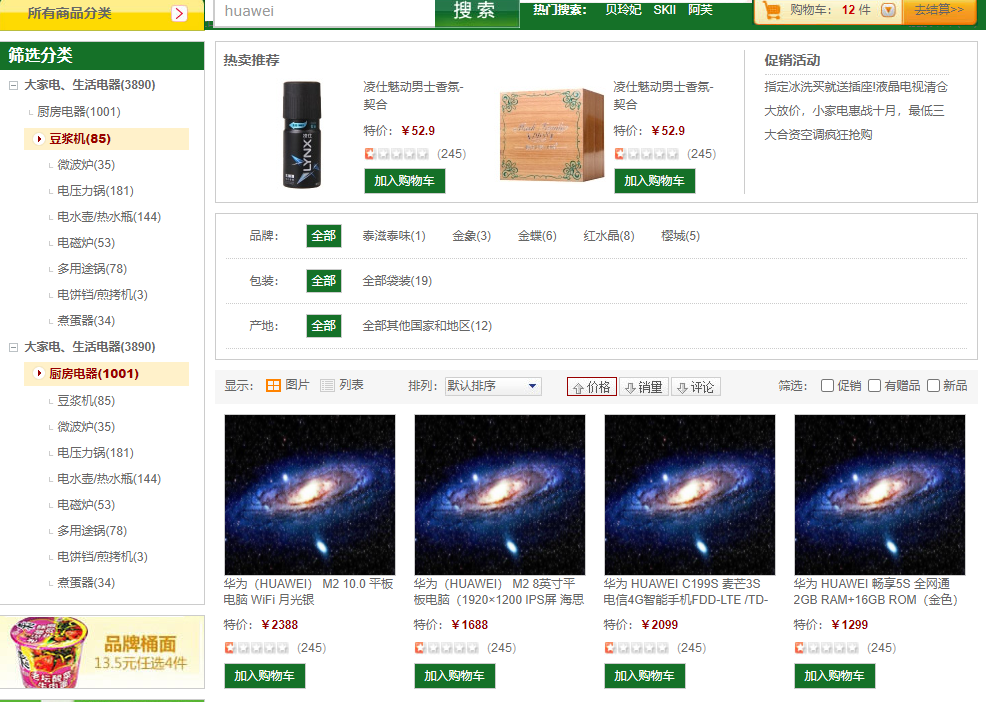 所有商品分类
huawei
搜 索
热门搜索: 贝玲妃 SKII 阿芙
购物车: 12 件
去结算>>
筛选分类
大家电、生活电器(3890)
厨房电器(1001)
豆浆机(85)
微波炉(35)
电压力锅(181)
电水壶/热水瓶(144)
电磁炉(53)
多用途锅(78)
电饼铛/煎拷机(3)
煮蛋器(34)
大家电、生活电器(3890)
厨房电器(1001)
豆浆机(85)
微波炉(35)
电压力锅(181)
电水壶/热水瓶(144)
电磁炉(53)
多用途锅(78)
电饼铛/煎拷机(3)
煮蛋器(34)
品牌桶面
13.5元任选4件
热卖推荐
LYNX
凌仕魅动男士香氛-
契合
特价: ¥52.9
(245)
加入购物车
凌仕魅动男士香氛-
契合
特价: ¥52.9
(245)
加入购物车
促销活动
指定冰洗买就送插座!液晶电视清仓
大放价，小家电惠战十月，最低三
大合资空调疯狂抢购
品牌: 全部 泰滋泰味(1) 金象(3) 金蝶(6) 红水晶(8) 樱城(5)
包装: 全部 全部袋装(19)
产地: 全部 全部其他国家和地区(12)
显示: 图片 列表 排列: 默认排序 价格 销量 评论 筛选: 促销 有赠品 新品
华为（HUAWEI） M2 10.0 平板
电脑 WiFi 月光银
特价: ¥2388
(245)
加入购物车
华为（HUAWEI） M2 8英寸平
板电脑（1920×1200 IPS屏 海思
特价: ¥1688
(245)
加入购物车
华为 HUAWEI C199S 麦芒3S
电信4G智能手机FDD-LTE /TD-
特价: ¥2099
(245)
加入购物车
华为 HUAWEI 畅享5S 全网通
2GB RAM+16GB ROM（金色）
特价: ¥1299
(245)
加入购物车